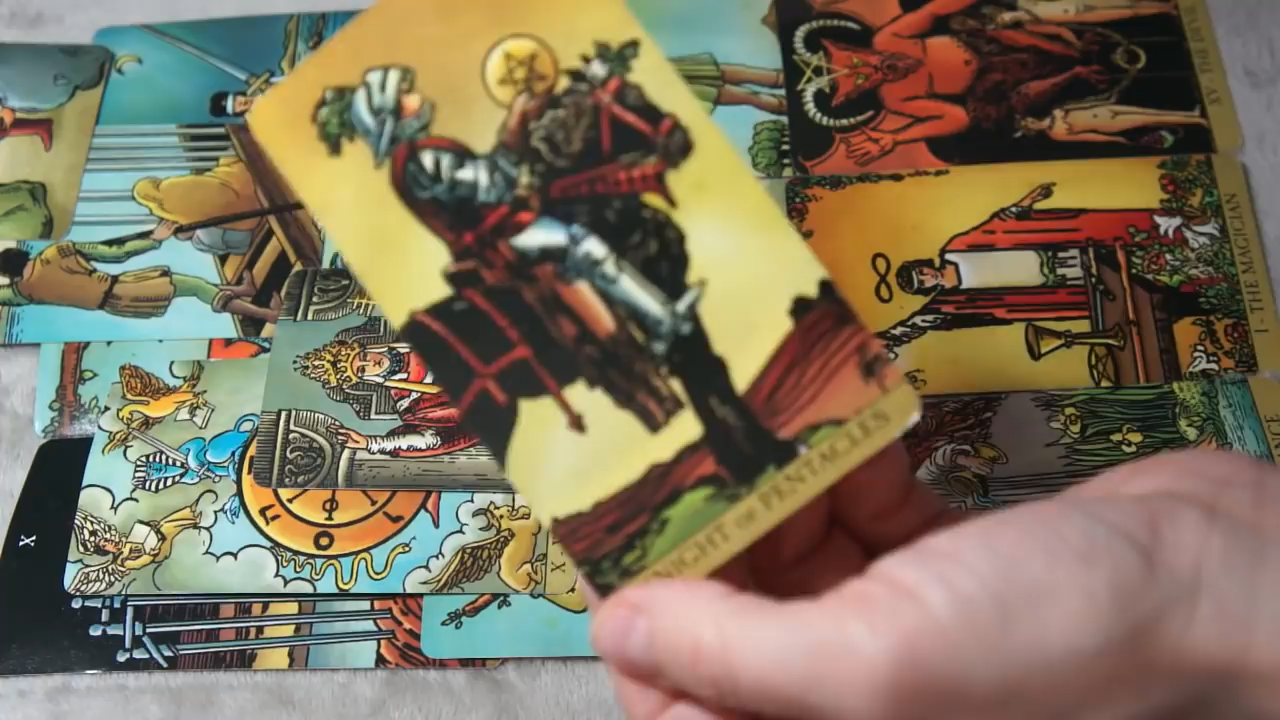 XV · THE DEVIL
I - THE MAGICIAN
KNIGHT OF PENTACLES
X
X